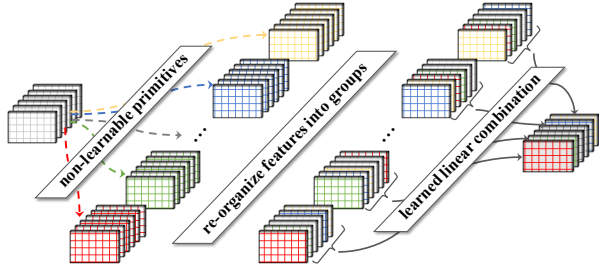 non-learnable primitives
re-organize features into groups
learned linear combination